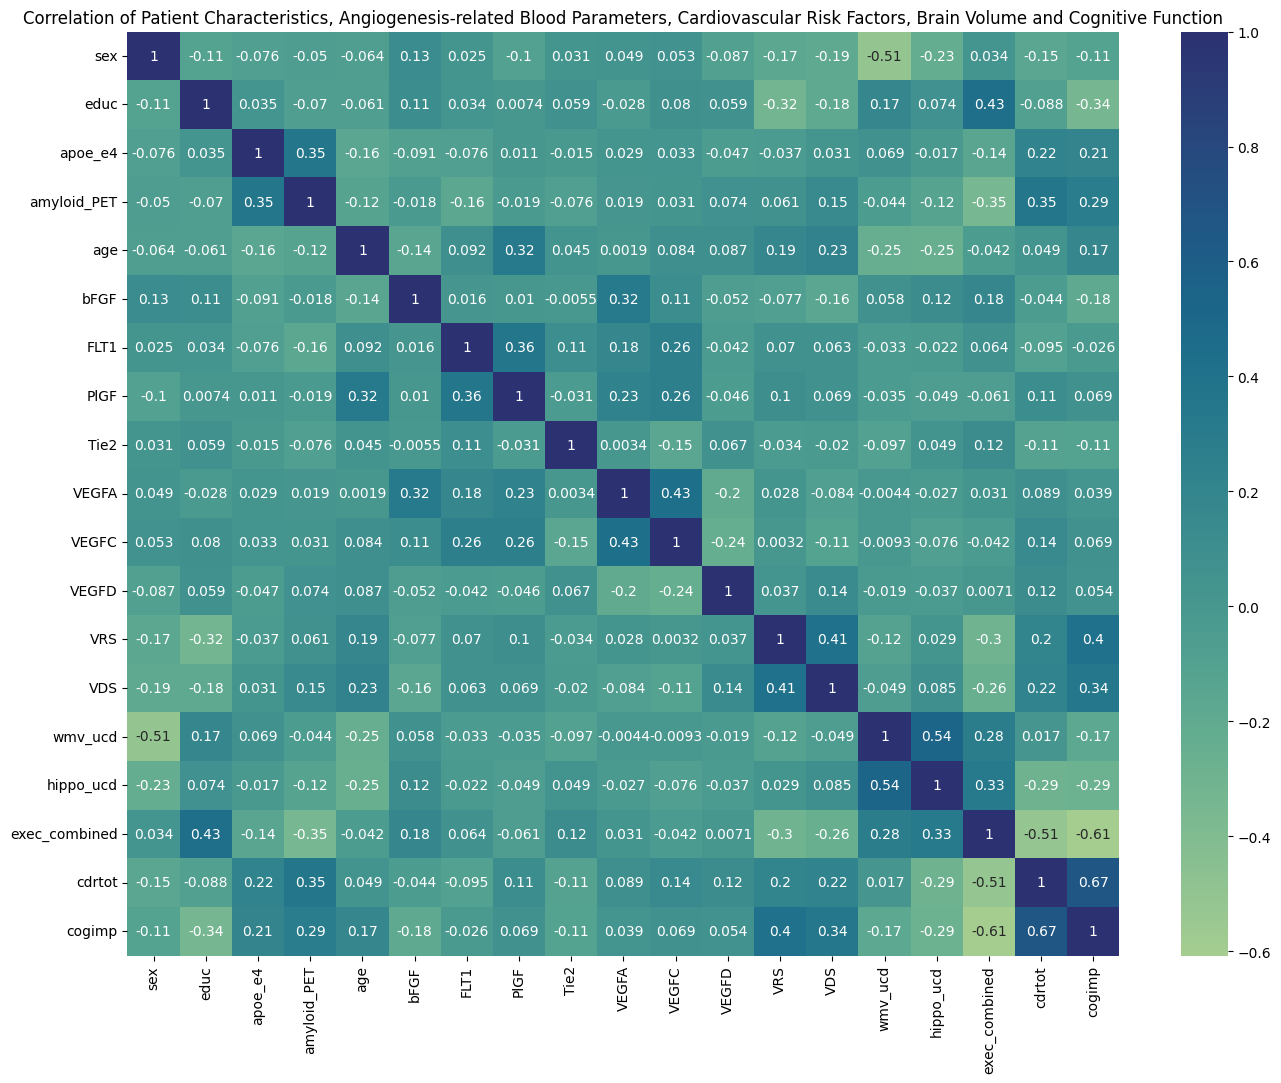 Correlation of Patient Characteristics, Angiogenesis-related Blood Parameters, Cardiovascular Risk Factors, Brain Volume and Cognitive Function
sex 1 -0.11 -0.076 -0.05 -0.064 0.13 0.025 -0.1 0.031 0.049 0.053 -0.087 -0.17 -0.19 -0.51 -0.23 0.034 -0.15 -0.11
educ -0.11 1 0.035 -0.07 -0.061 0.11 0.034 0.0074 0.059 -0.028 0.08 0.059 -0.32 -0.18 0.17 0.074 0.43 -0.088 -0.34
apoe_e4 -0.076 0.035 1 0.35 -0.16 -0.091 -0.076 0.011 -0.015 0.029 0.033 -0.047 -0.037 0.031 0.069 -0.017 -0.14 0.22 0.21
amyloid_PET -0.05 -0.07 0.35 1 -0.12 -0.018 -0.16 -0.019 -0.076 0.019 0.031 0.074 0.061 0.15 -0.044 -0.12 -0.35 0.35 0.29
age -0.064 -0.061 -0.16 -0.12 1 -0.14 0.092 0.32 0.045 0.0019 0.084 0.087 0.19 0.23 -0.25 -0.25 -0.042 0.049 0.17
bFGF 0.13 0.11 -0.091 -0.018 -0.14 1 0.016 0.01 -0.0055 0.32 0.11 -0.052 -0.077 -0.16 0.058 0.12 0.18 -0.044 -0.18
FLT1 0.025 0.034 -0.076 -0.16 0.092 0.016 1 0.36 0.11 0.18 0.26 -0.042 0.07 0.063 -0.033 -0.022 0.064 -0.095 -0.026
PlGF -0.1 0.0074 0.011 -0.019 0.32 0.01 0.36 1 -0.031 0.23 0.26 -0.046 0.1 0.069 -0.035 -0.049 -0.061 0.11 0.069
Tie2 0.031 0.059 -0.015 -0.076 0.045 -0.0055 0.11 -0.031 1 0.0034 -0.15 0.067 -0.034 -0.02 -0.097 0.049 0.12 -0.11 -0.11
VEGFA 0.049 -0.028 0.029 0.019 0.0019 0.32 0.18 0.23 0.0034 1 0.43 -0.2 0.028 -0.084 -0.0044 -0.027 0.031 0.089 0.039
VEGFC 0.053 0.08 0.033 0.031 0.084 0.11 0.26 0.26 -0.15 0.43 1 -0.24 0.0032 -0.11 -0.0093 -0.076 -0.042 0.14 0.069
VEGFD -0.087 0.059 -0.047 0.074 0.087 -0.052 -0.042 -0.046 0.067 -0.2 -0.24 1 0.037 0.14 -0.019 -0.037 0.0071 0.12 0.054
VRS -0.17 -0.32 -0.037 0.061 0.19 -0.077 0.07 0.1 -0.034 0.028 0.0032 0.037 1 0.41 -0.12 0.029 -0.3 0.2 0.4
VDS -0.19 -0.18 0.031 0.15 0.23 -0.16 0.063 0.069 -0.02 -0.084 -0.11 0.14 0.41 1 -0.049 0.085 -0.26 0.22 0.34
wmv_ucd -0.51 0.17 0.069 -0.044 -0.25 0.058 -0.033 -0.035 -0.097 -0.0044 -0.0093 -0.019 -0.12 -0.049 1 0.54 0.28 0.017 -0.17
hippo_ucd -0.23 0.074 -0.017 -0.12 -0.25 0.12 -0.022 -0.049 0.049 -0.027 -0.076 -0.037 0.029 0.085 0.54 1 0.33 -0.29 -0.29
exec_combined 0.034 0.43 -0.14 -0.35 -0.042 0.18 0.064 -0.061 0.12 0.031 -0.042 0.0071 -0.3 -0.26 0.28 0.33 1 -0.51 -0.61
cdrtot -0.15 -0.088 0.22 0.35 0.049 -0.044 -0.095 0.11 -0.11 0.089 0.14 0.12 0.2 0.22 0.017 -0.29 -0.51 1 0.67
cogimp -0.11 -0.34 0.21 0.29 0.17 -0.18 -0.026 0.069 -0.11 0.039 0.069 0.054 0.4 0.34 -0.17 -0.29 -0.61 0.67 1
sex educ apoe_e4 amyloid_PET age bFGF FLT1 PlGF Tie2 VEGFA VEGFC VEGFD VRS VDS wmv_ucd hippo_ucd exec_combined cdrtot cogimp
1.0
0.8
0.6
0.4
0.2
0.0
−0.2
−0.4
−0.6